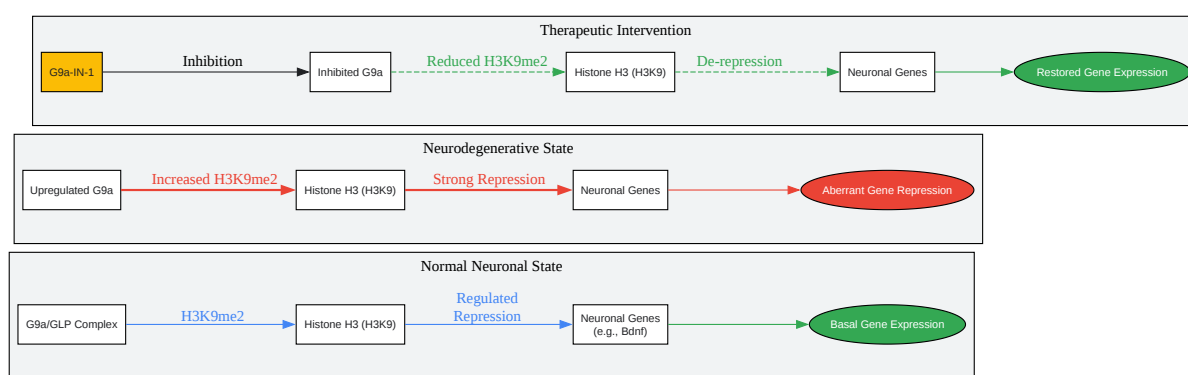 Therapeutic Intervention
G9a-IN-1
Inhibition
Inhibited G9a
Reduced H3K9me2
Histone H3 (H3K9)
De-repression
Neuronal Genes
Restored Gene Expression
Neurodegenerative State
Upregulated G9a
Increased H3K9me2
Histone H3 (H3K9)
Strong Repression
Neuronal Genes
Aberrant Gene Repression
Normal Neuronal State
G9a/GLP Complex
H3K9me2
Histone H3 (H3K9)
Regulated
Repression
Neuronal Genes
(e.g., Bdnf)
Basal Gene Expression